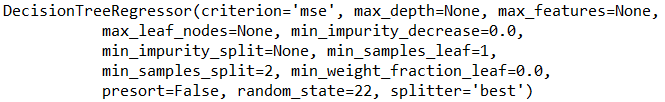 DecisionTreeRegressor(criterion='mse', max_depth=None, max_features=None,
max_leaf_nodes=None, min_impurity_decrease=0.0,
min_impurity_split=None, min_samples_leaf=1,
min_samples_split=2, min_weight_fraction_leaf=0.0,
presort=False, random_state=22, splitter='best')